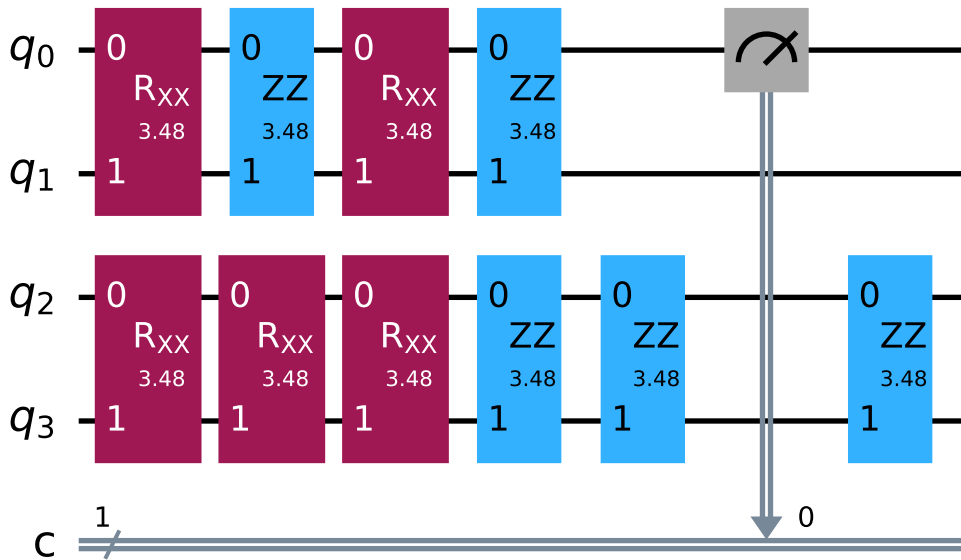 q0 0 0 0 0
RXX ZZ RXX ZZ
3.48 3.48 3.48 3.48
q1 1 1 1 1
q2 0 0 0 0 0 0
RXX RXX RXX ZZ ZZ ZZ
3.48 3.48 3.48 3.48 3.48 3.48
q3 1 1 1 1 1 1
1 0
c